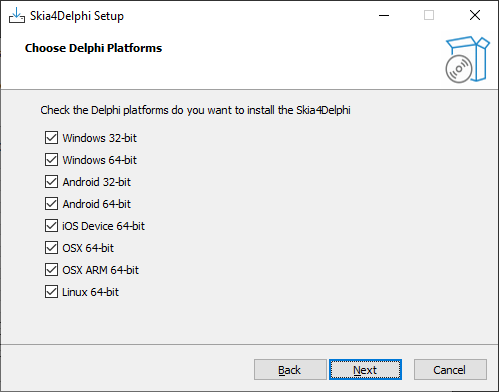 Skia4Delphi Setup
Choose Delphi Platforms
Check the Delphi platforms do you want to install the Skia4Delphi
Windows 32-bit
Windows 64-bit
Android 32-bit
Android 64-bit
iOS Device 64-bit
OSX 64-bit
OSX ARM 64-bit
Linux 64-bit
Back Next Cancel